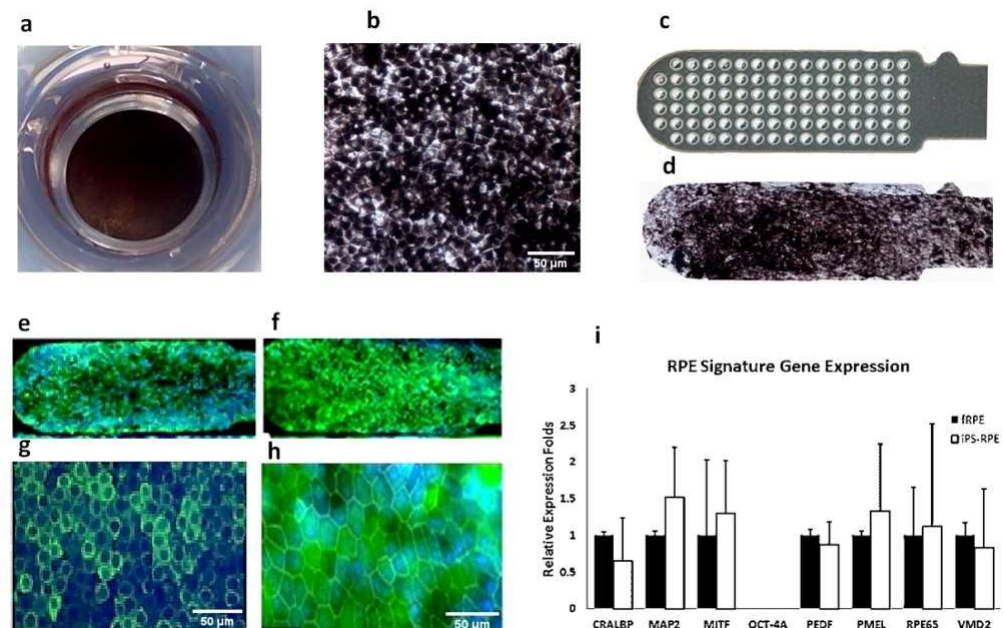 a
b
c
50 µm
d
e
f
g
50 µm
h
50 µm
i
RPE Signature Gene Expression
Relative Expression Folds
3
2.5
2
1.5
1
0.5
0
fRPE
iPS-RPE
CRALBP MAP2 MITF OCT-4A PEDF PMEL RPE65 VMD2